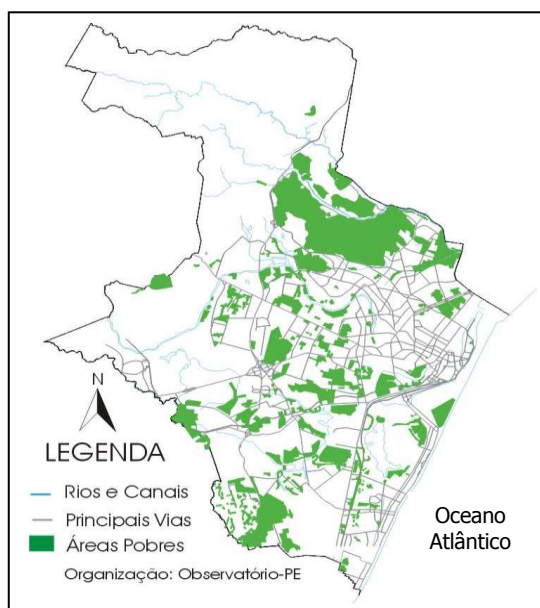 N
LEGENDA
Rios e Canais
Principais Vias
Áreas Pobres
Organização: Observatório-PE
Oceano
Atlântico